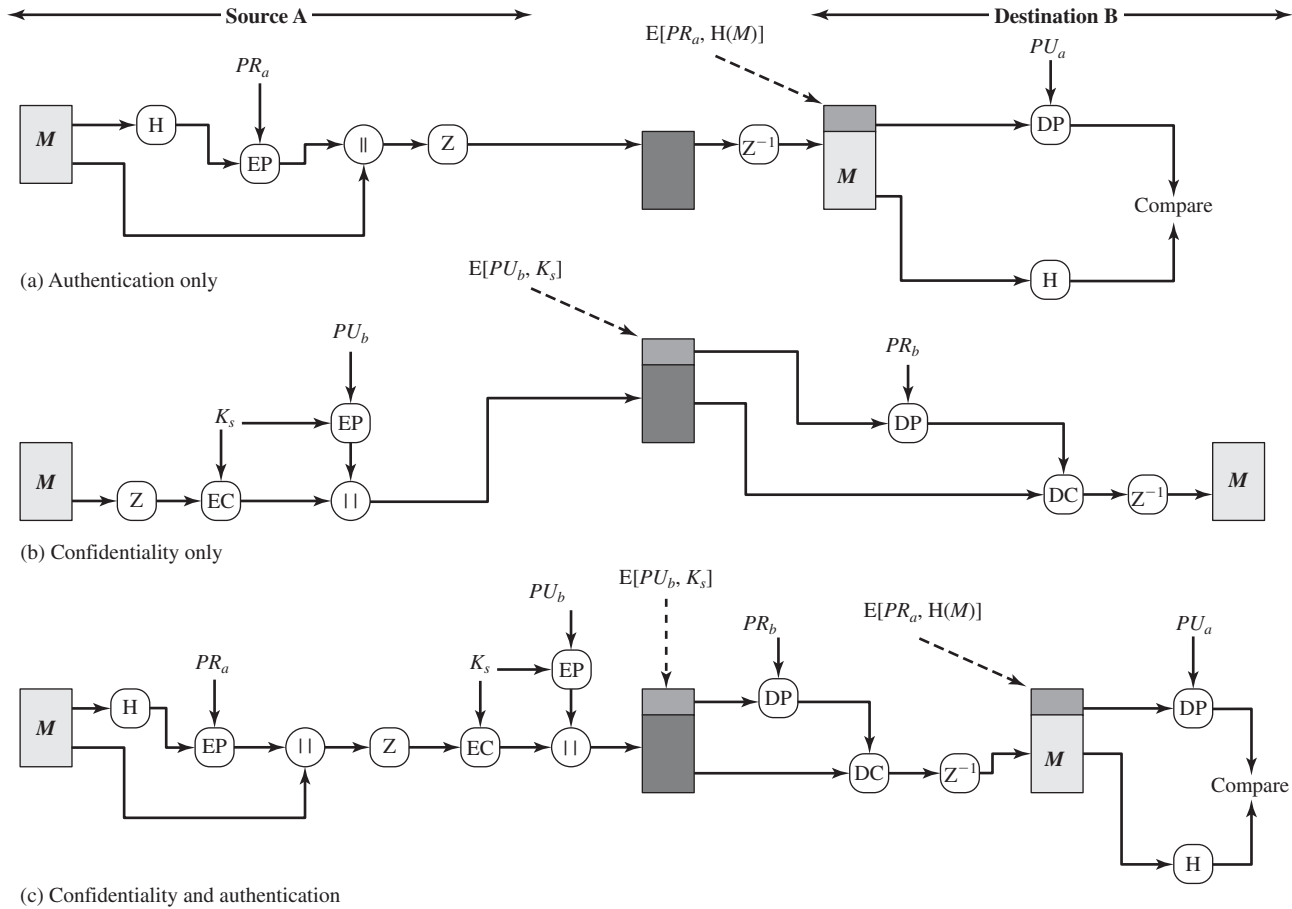 Source A
Destination B
E[PRa, H(M)]
PRa
PUa
M
H
EP
||
Z
Z−1
M
DP
Compare
H
(a) Authentication only
E[PUb, Ks]
PUb
PRb
Ks
EP
DP
M
Z
EC
||
DC
Z−1
M
(b) Confidentiality only
E[PUb, Ks]
PUb
PRb
E[PRa, H(M)]
PUa
PRa
Ks
EP
M
H
EP
||
Z
EC
||
DP
DC
Z−1
M
DP
Compare
H
(c) Confidentiality and authentication